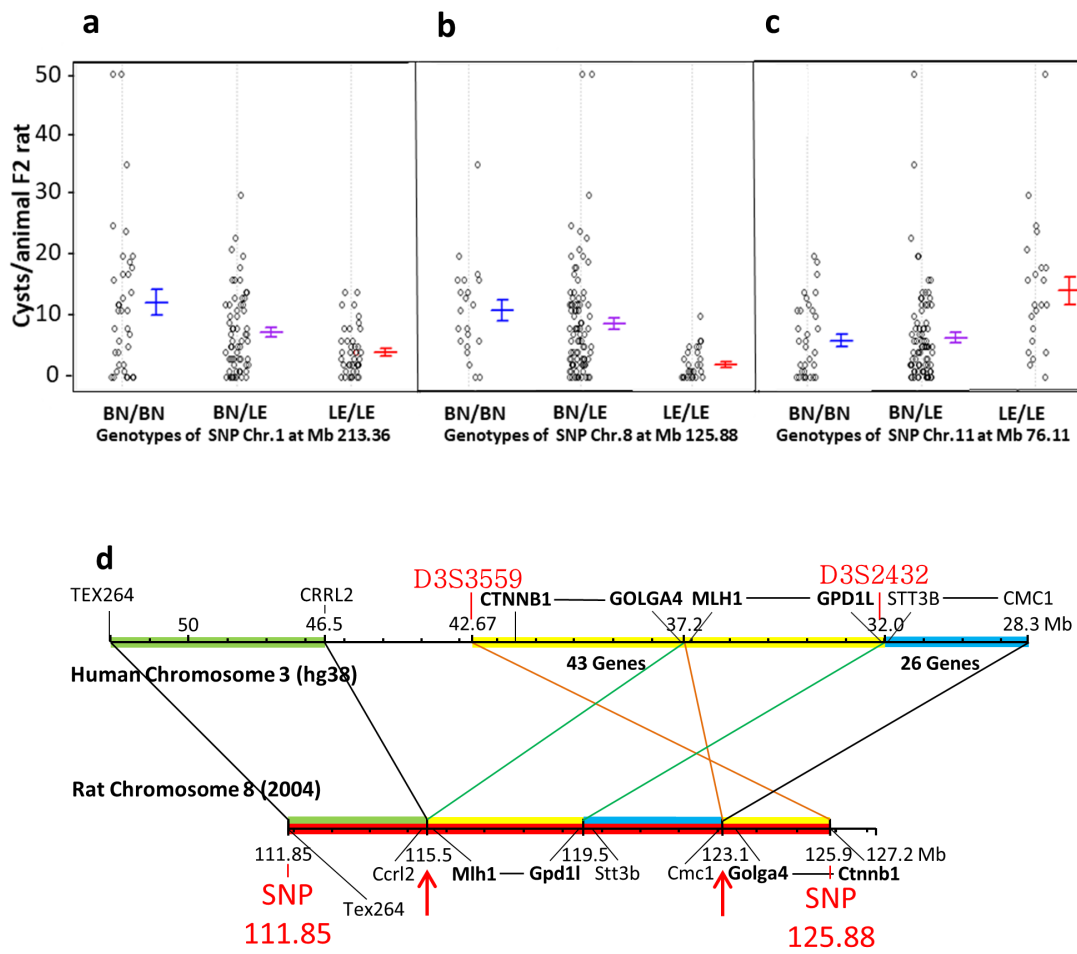 a
b
c
Cysts/animal F2 rat
50
40
30
20
10
0
BN/BN BN/LE LE/LE
Genotypes of SNP Chr.1 at Mb 213.36
BN/BN BN/LE LE/LE
Genotypes of SNP Chr.8 at Mb 125.88
BN/BN BN/LE LE/LE
Genotypes of SNP Chr.11 at Mb 76.11
d
D3S3559 D3S2432
TEX264 CRRL2 CTNNB1 GOLGA4 MLH1 GPD1L STT3B CMC1
50 46.5 42.67 37.2 32.0 28.3 Mb
43 Genes 26 Genes
Human Chromosome 3 (hg38)
Rat Chromosome 8 (2004)
111.85 115.5 119.5 123.1 125.9 127.2 Mb
Ccrl2 Mlh1 Gpd1l Stt3b Cmc1 Golga4 Ctnnb1
SNP Tex264 SNP
111.85 125.88